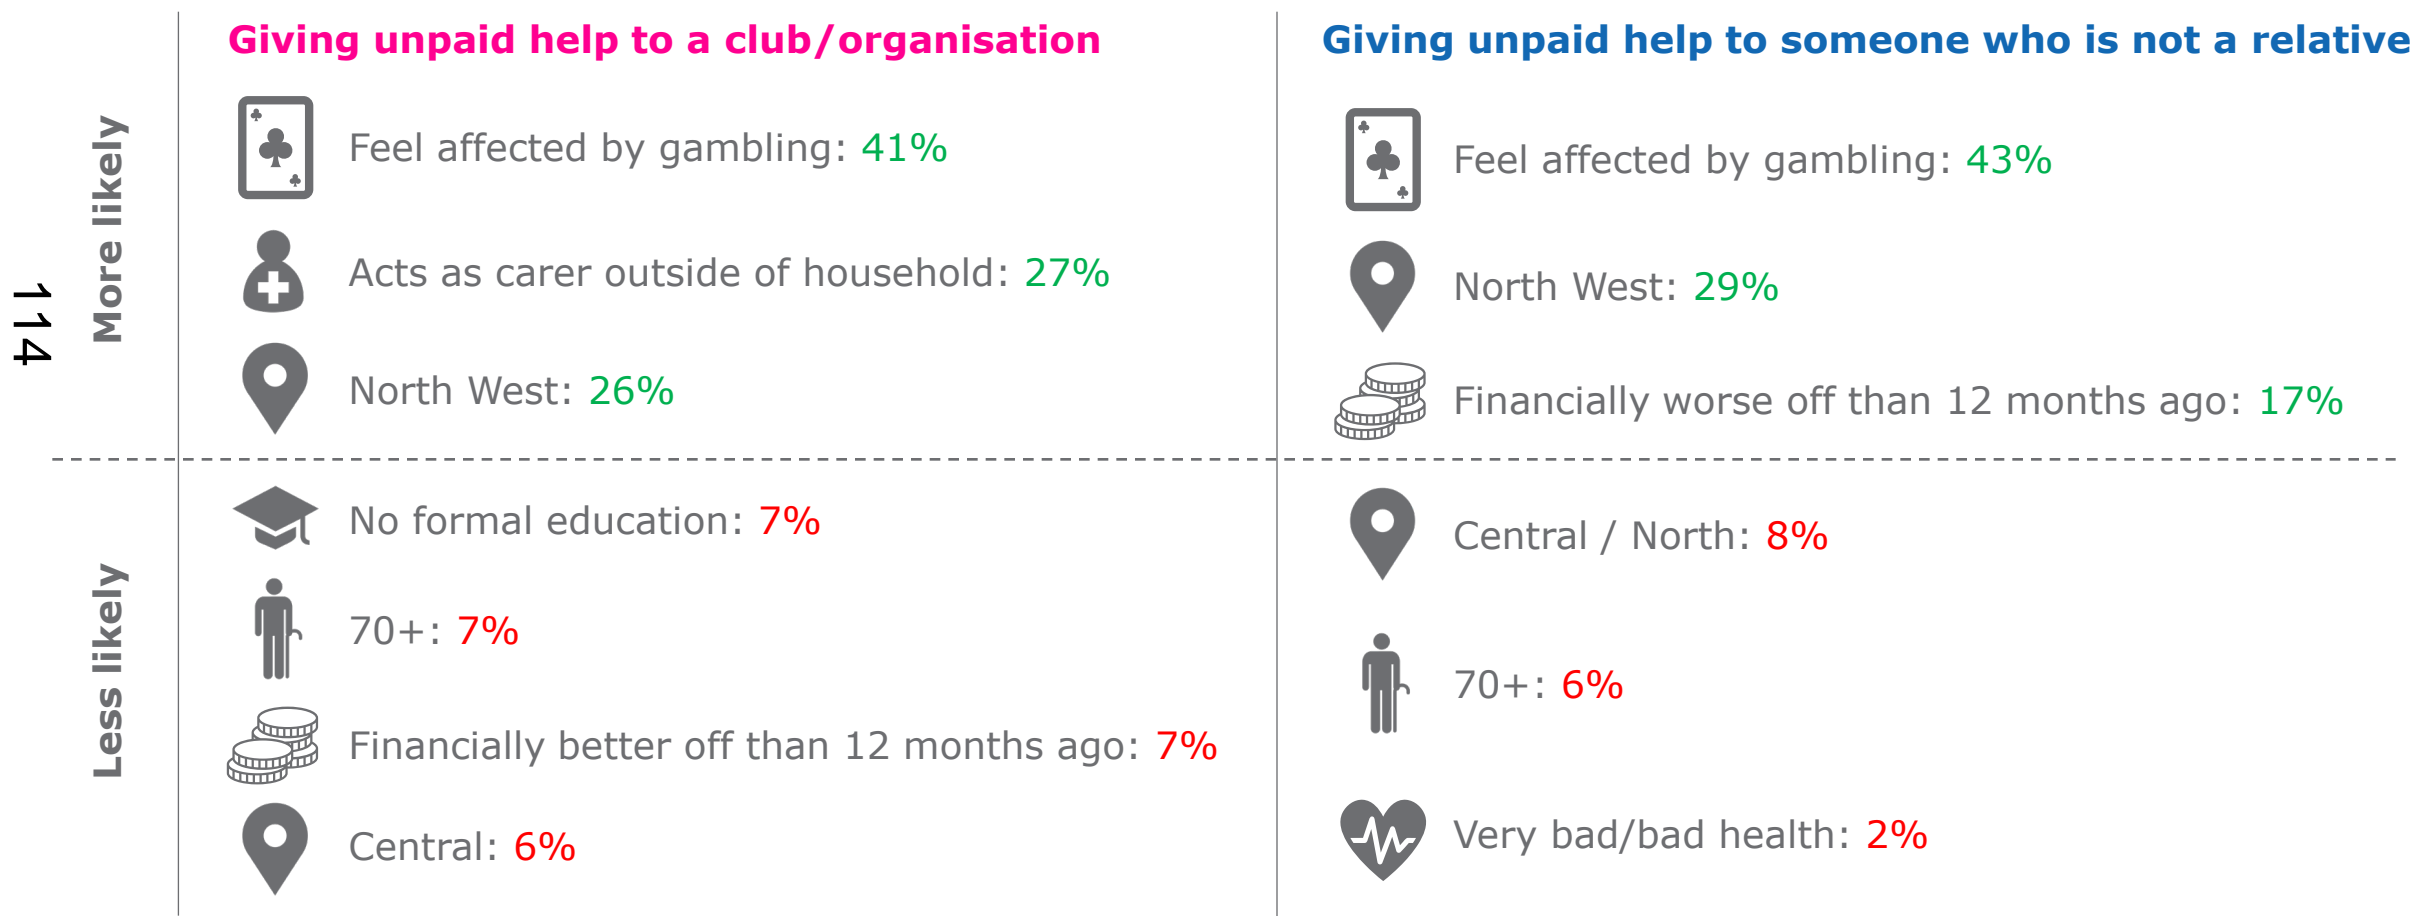 114
More likely
Less likely
Giving unpaid help to a club/organisation
Feel affected by gambling: 41%
Acts as carer outside of household: 27%
North West: 26%
No formal education: 7%
70+: 7%
Financially better off than 12 months ago: 7%
Central: 6%
Giving unpaid help to someone who is not a relative
Feel affected by gambling: 43%
North West: 29%
Financially worse off than 12 months ago: 17%
Central / North: 8%
70+: 6%
Very bad/bad health: 2%